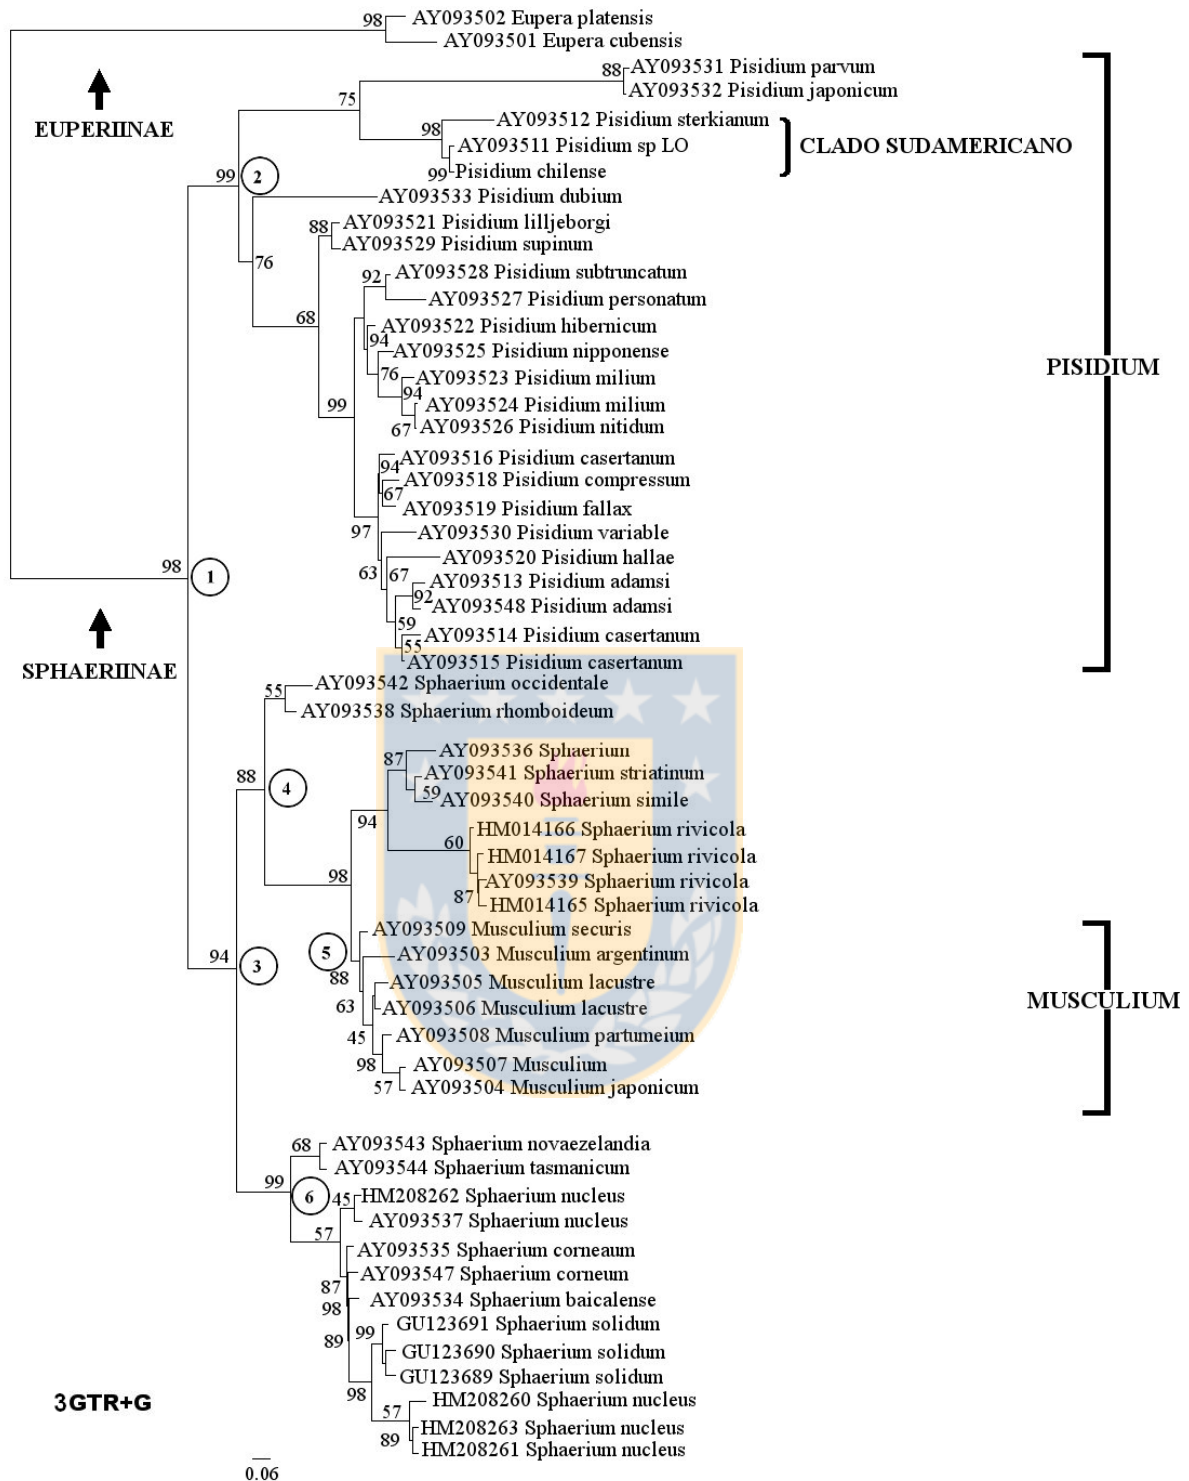 98
AY093502 Eupera platensis
AY093501 Eupera cubensis
88
AY093531 Pisidium parvum
AY093532 Pisidium japonicum
EUPERIINAE
75
98
AY093512 Pisidium sterkianum
AY093511 Pisidium sp LO
CLADO SUDAMERICANO
99
Pisidium chilense
99
2
AY093533 Pisidium dubium
88
AY093521 Pisidium lilljeborgi
AY093529 Pisidium supinum
76
92
AY093528 Pisidium subtruncatum
AY093527 Pisidium personatum
68
AY093522 Pisidium hibernicum
94
AY093525 Pisidium nipponense
PISIDIUM
76
AY093523 Pisidium milium
94
99
AY093524 Pisidium milium
67
AY093526 Pisidium nitidum
AY093516 Pisidium casertanum
94
AY093518 Pisidium compressum
67
AY093519 Pisidium fallax
97
AY093530 Pisidium variable
AY093520 Pisidium hallae
98
1
63
67
AY093513 Pisidium adamsi
92
AY093548 Pisidium adamsi
59
AY093514 Pisidium casertanum
55
SPHAERIINAE
AY093515 Pisidium casertanum
55
AY093542 Sphaerium occidentale
AY093538 Sphaerium rhomboideum
87
AY093536 Sphaerium
88
4
AY093541 Sphaerium striatinum
59
AY093540 Sphaerium simile
94
HM014166 Sphaerium rivicola
60
HM014167 Sphaerium rivicola
98
AY093539 Sphaerium rivicola
87
HM014165 Sphaerium rivicola
AY093509 Musculium securis
94
3
5
AY093503 Musculium argentinum
88
AY093505 Musculium lacustre
MUSCULIUM
63
AY093506 Musculium lacustre
45
AY093508 Musculium partumeium
98
AY093507 Musculium
57
AY093504 Musculium japonicum
68
AY093543 Sphaerium novaezelandia
AY093544 Sphaerium tasmanicum
99
6
45
HM208262 Sphaerium nucleus
AY093537 Sphaerium nucleus
57
AY093535 Sphaerium corneaum
AY093547 Sphaerium corneum
87
98
AY093534 Sphaerium baicalense
89
99
GU123691 Sphaerium solidum
GU123690 Sphaerium solidum
GU123689 Sphaerium solidum
98
3GTR+G
HM208260 Sphaerium nucleus
57
HM208263 Sphaerium nucleus
89
HM208261 Sphaerium nucleus
0.06